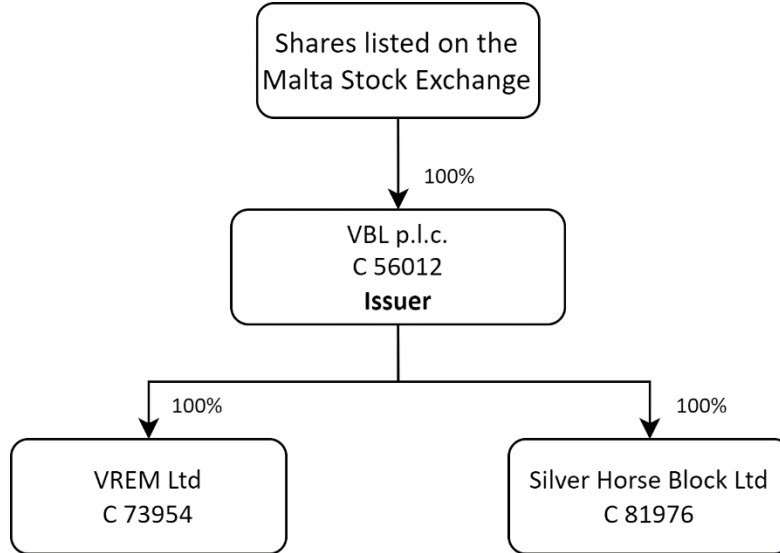 Shares listed on the
Malta Stock Exchange
100%
VBL p.l.c.
C 56012
Issuer
100%
100%
VREM Ltd
C 73954
Silver Horse Block Ltd
C 81976